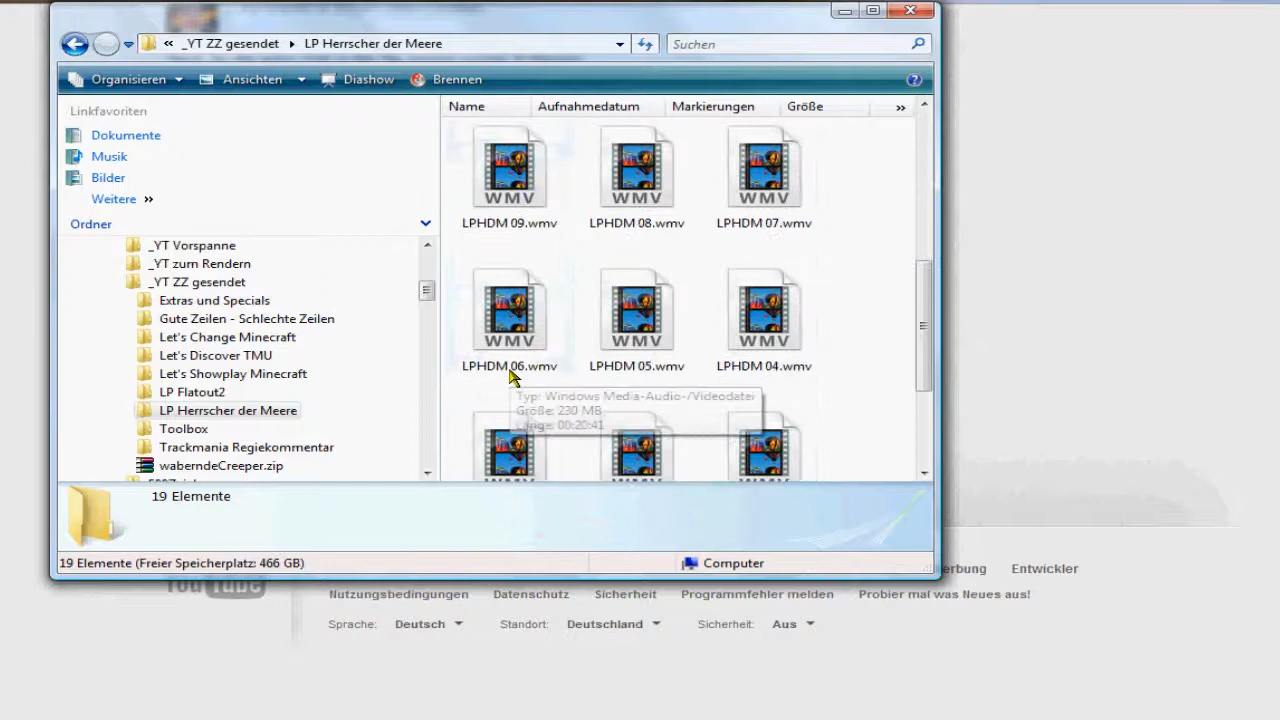 « _YT ZZ gesendet LP Herrscher der Meere Suchen
Organisieren Ansichten Diashow Brennen
Linkfavoriten
Dokumente
Musik
Bilder
Weitere »
Ordner
_YT Vorspanne
_YT zum Rendern
_YT ZZ gesendet
Extras und Specials
Gute Zeilen - Schlechte Zeilen
Let's Change Minecraft
Let's Discover TMU
Let's Showplay Minecraft
LP Flatout2
LP Herrscher der Meere
Toolbox
Trackmania Regiekommentar
waberndeCreeper.zip
Name Aufnahmedatum Markierungen Größe »
WMV WMV WMV
LPHDM 09.wmv LPHDM 08.wmv LPHDM 07.wmv
WMV WMV WMV
LPHDM 06.wmv LPHDM 05.wmv LPHDM 04.wmv
Typ: Windows Media-Audio-/Videodatei
Größe: 230 MB
Länge: 00:20:41
19 Elemente
19 Elemente (Freier Speicherplatz: 466 GB) Computer
YouTube
Entwickler
Nutzungsbedingungen Datenschutz Sicherheit Programmfehler melden Probier mal was Neues aus!
Sprache: Deutsch Standort: Deutschland Sicherheit: Aus